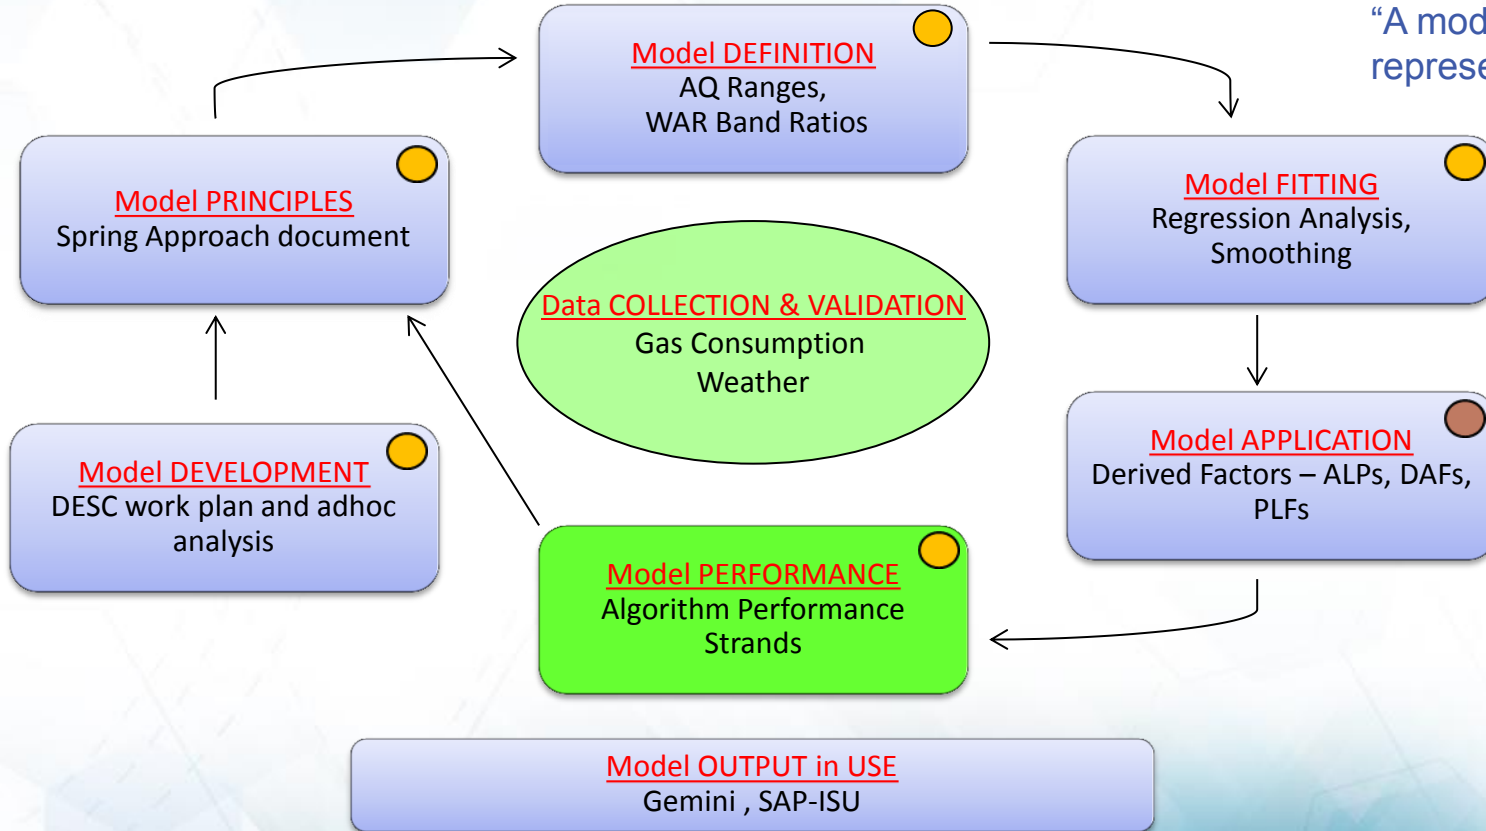 “A mod
represe
Model DEFINITION
AQ Ranges,
WAR Band Ratios
Model PRINCIPLES
Spring Approach document
Model FITTING
Regression Analysis,
Smoothing
Data COLLECTION & VALIDATION
Gas Consumption
Weather
Model DEVELOPMENT
DESC work plan and adhoc
analysis
Model APPLICATION
Derived Factors – ALPs, DAFs,
PLFs
Model PERFORMANCE
Algorithm Performance
Strands
Model OUTPUT in USE
Gemini , SAP-ISU